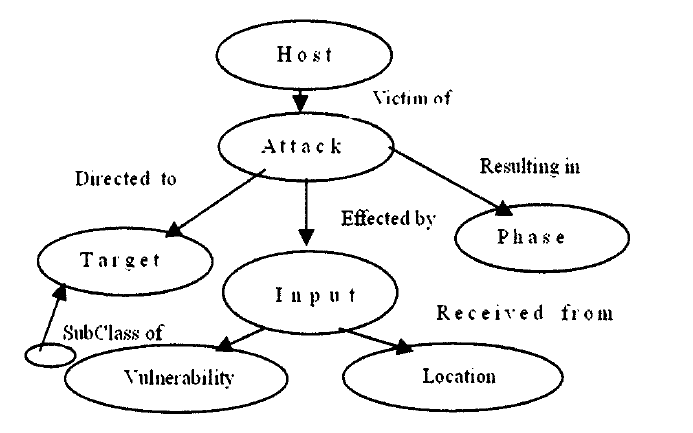 Host
Victim of
Attack
Resulting in
Directed to
Effected by
Phase
Target
Input
Received from
SubClass of
Vulnerability
Location